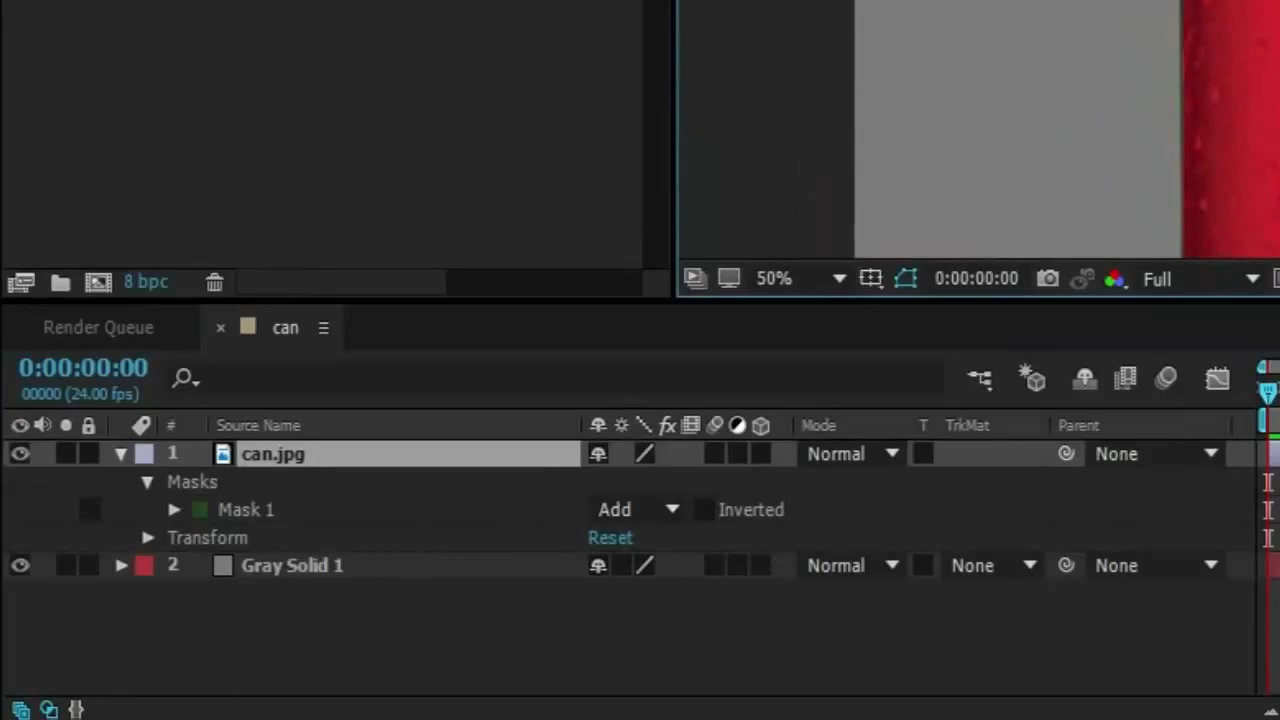 8 bpc
50%
0:00:00:00
Full
Render Queue
× can
0:00:00:00
00000 (24.00 fps)
# Source Name fx Mode T TrkMat Parent
1 can.jpg Normal None
Masks
Mask 1 Add Inverted
Transform Reset
2 Gray Solid 1 Normal None None